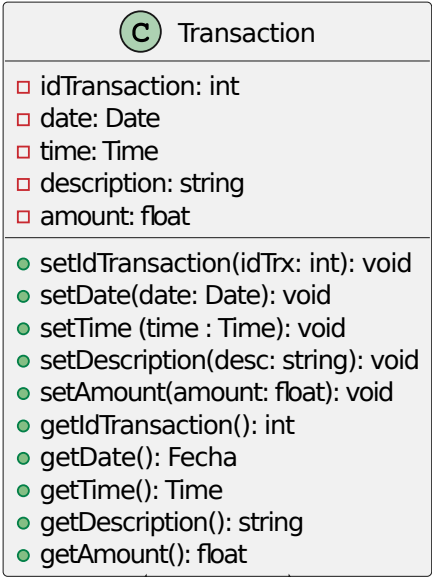 C Transaction
idTransaction: int
date: Date
time: Time
description: string
amount: float
setIdTransaction(idTrx: int): void
setDate(date: Date): void
setTime (time : Time): void
setDescription(desc: string): void
setAmount(amount: float): void
getIdTransaction(): int
getDate(): Fecha
getTime(): Time
getDescription(): string
getAmount(): float